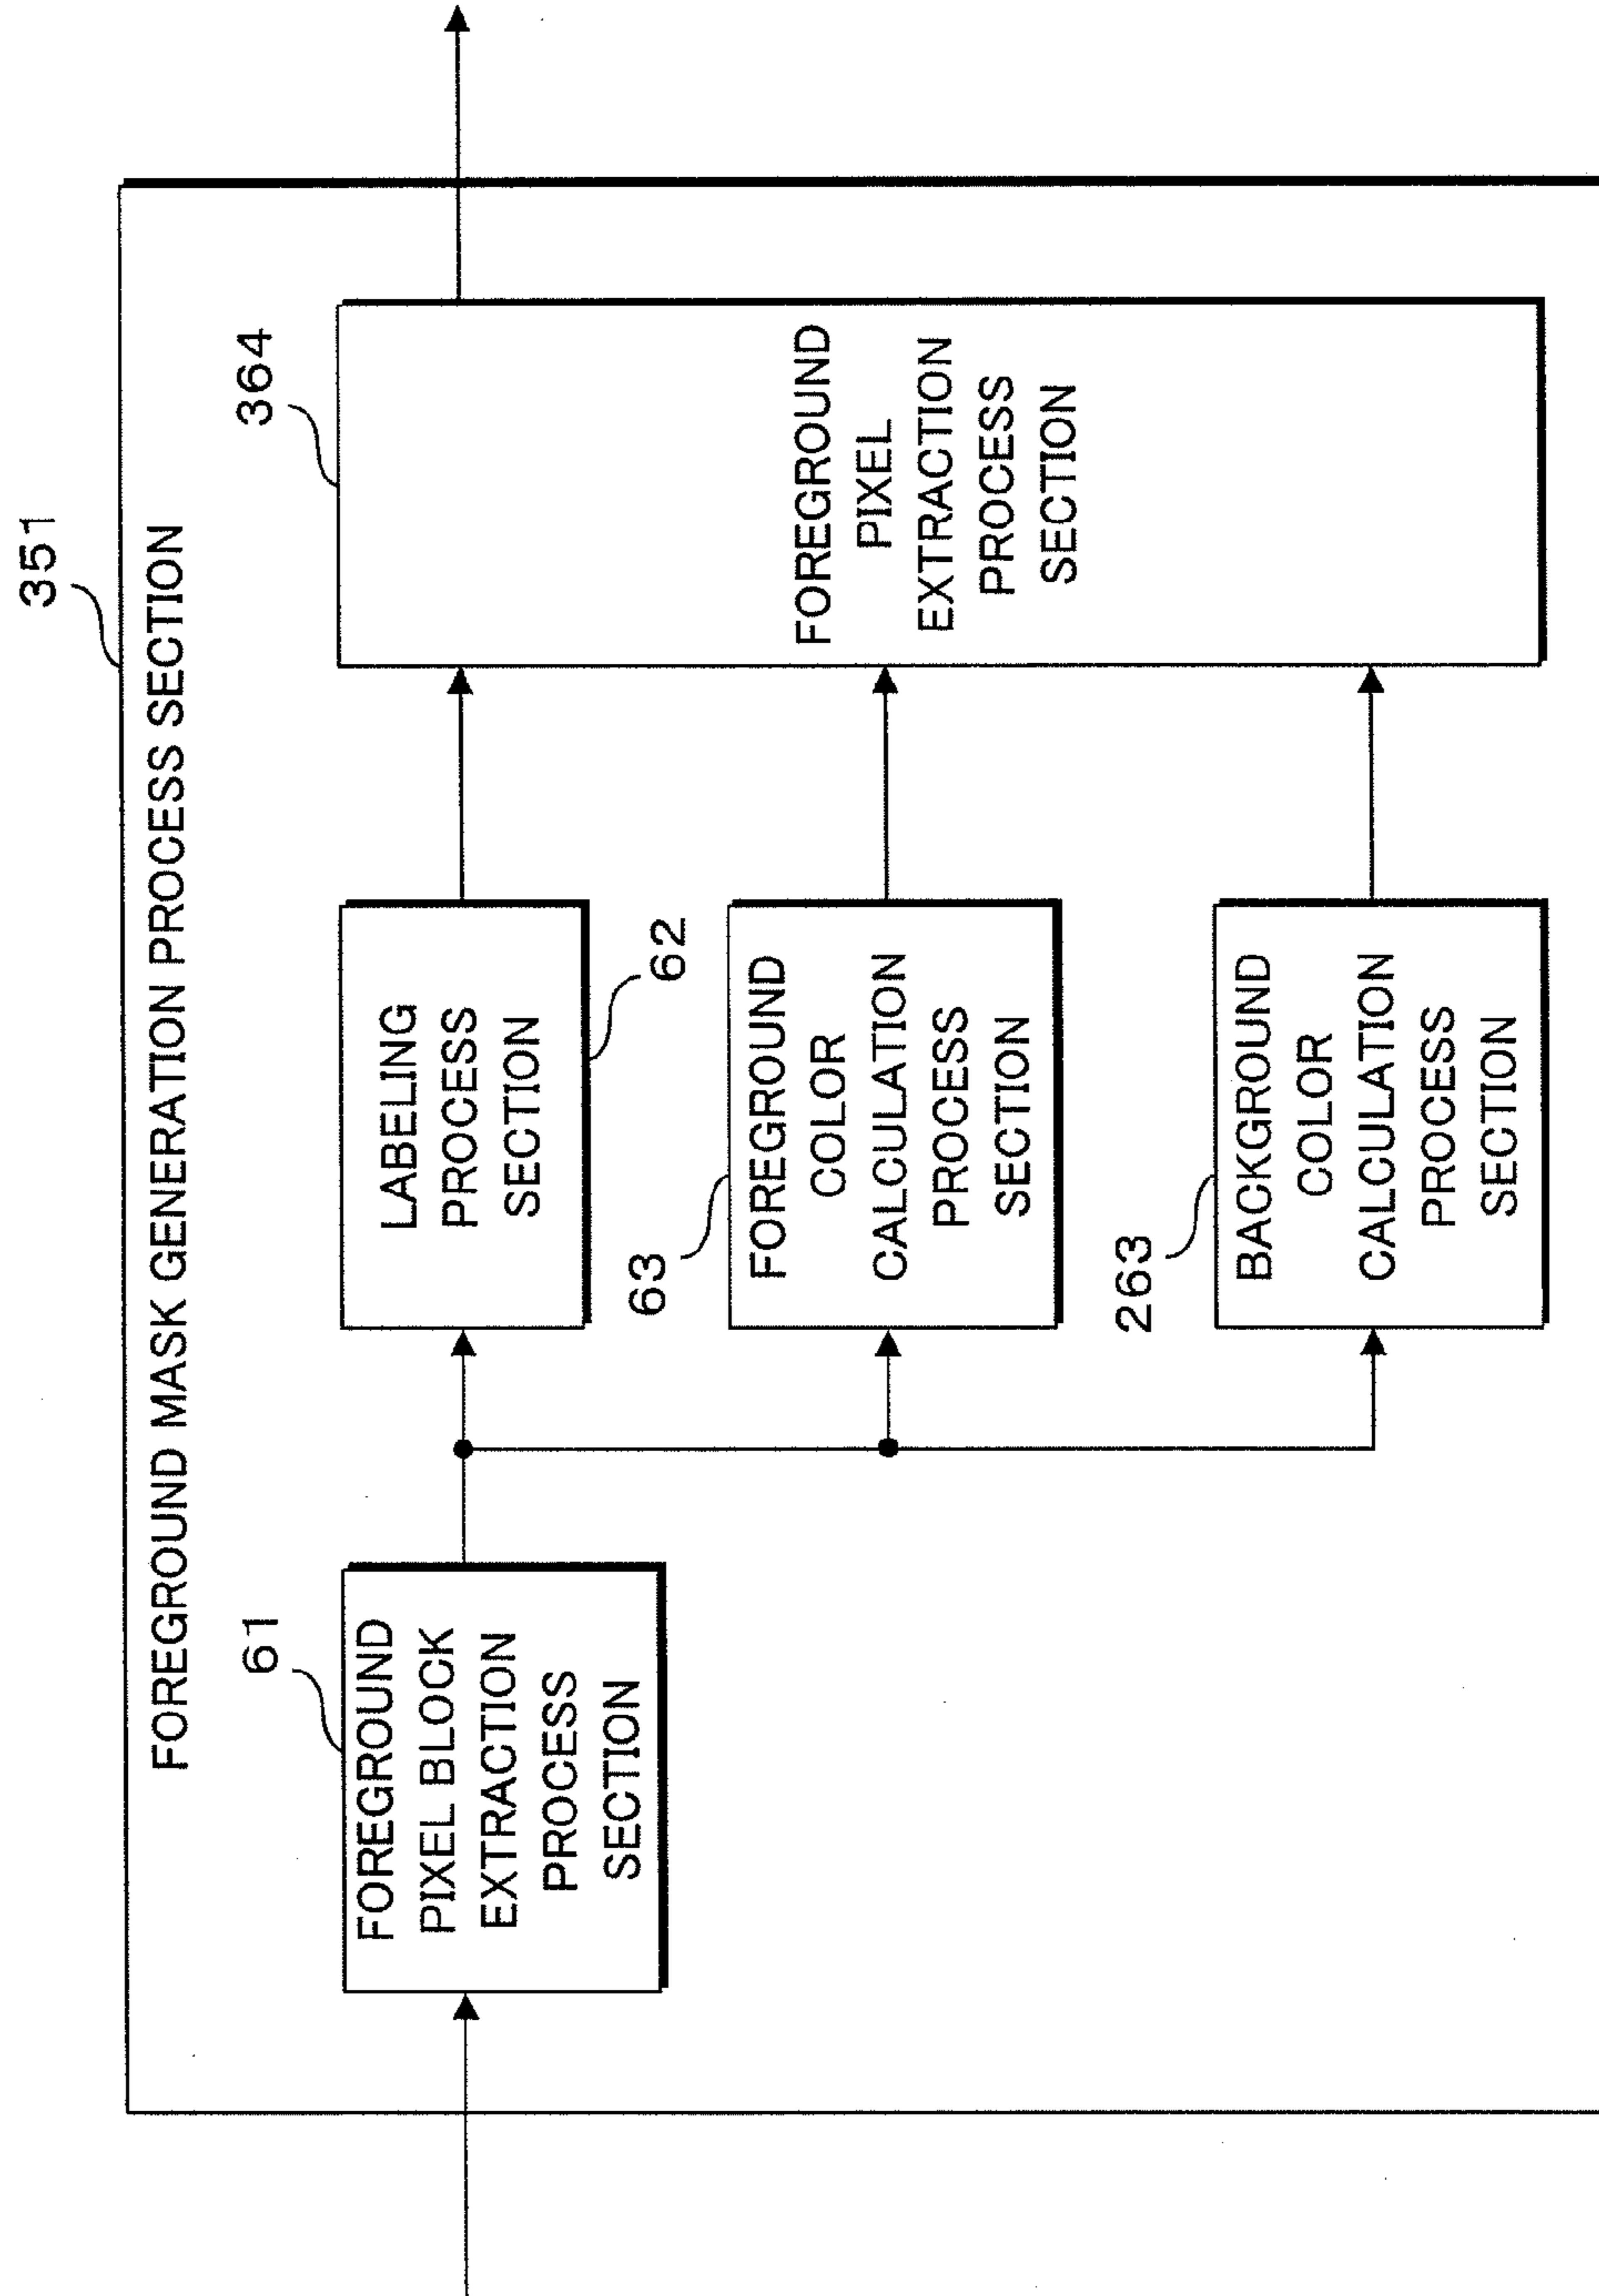 351
FOREGROUND MASK GENERATION PROCESS SECTION
61
FOREGROUND
PIXEL BLOCK
EXTRACTION
PROCESS
SECTION
LABELING
PROCESS
SECTION
62
63
FOREGROUND
COLOR
CALCULATION
PROCESS
SECTION
263
BACKGROUND
COLOR
CALCULATION
PROCESS
SECTION
364
FOREGROUND
PIXEL
EXTRACTION
PROCESS
SECTION